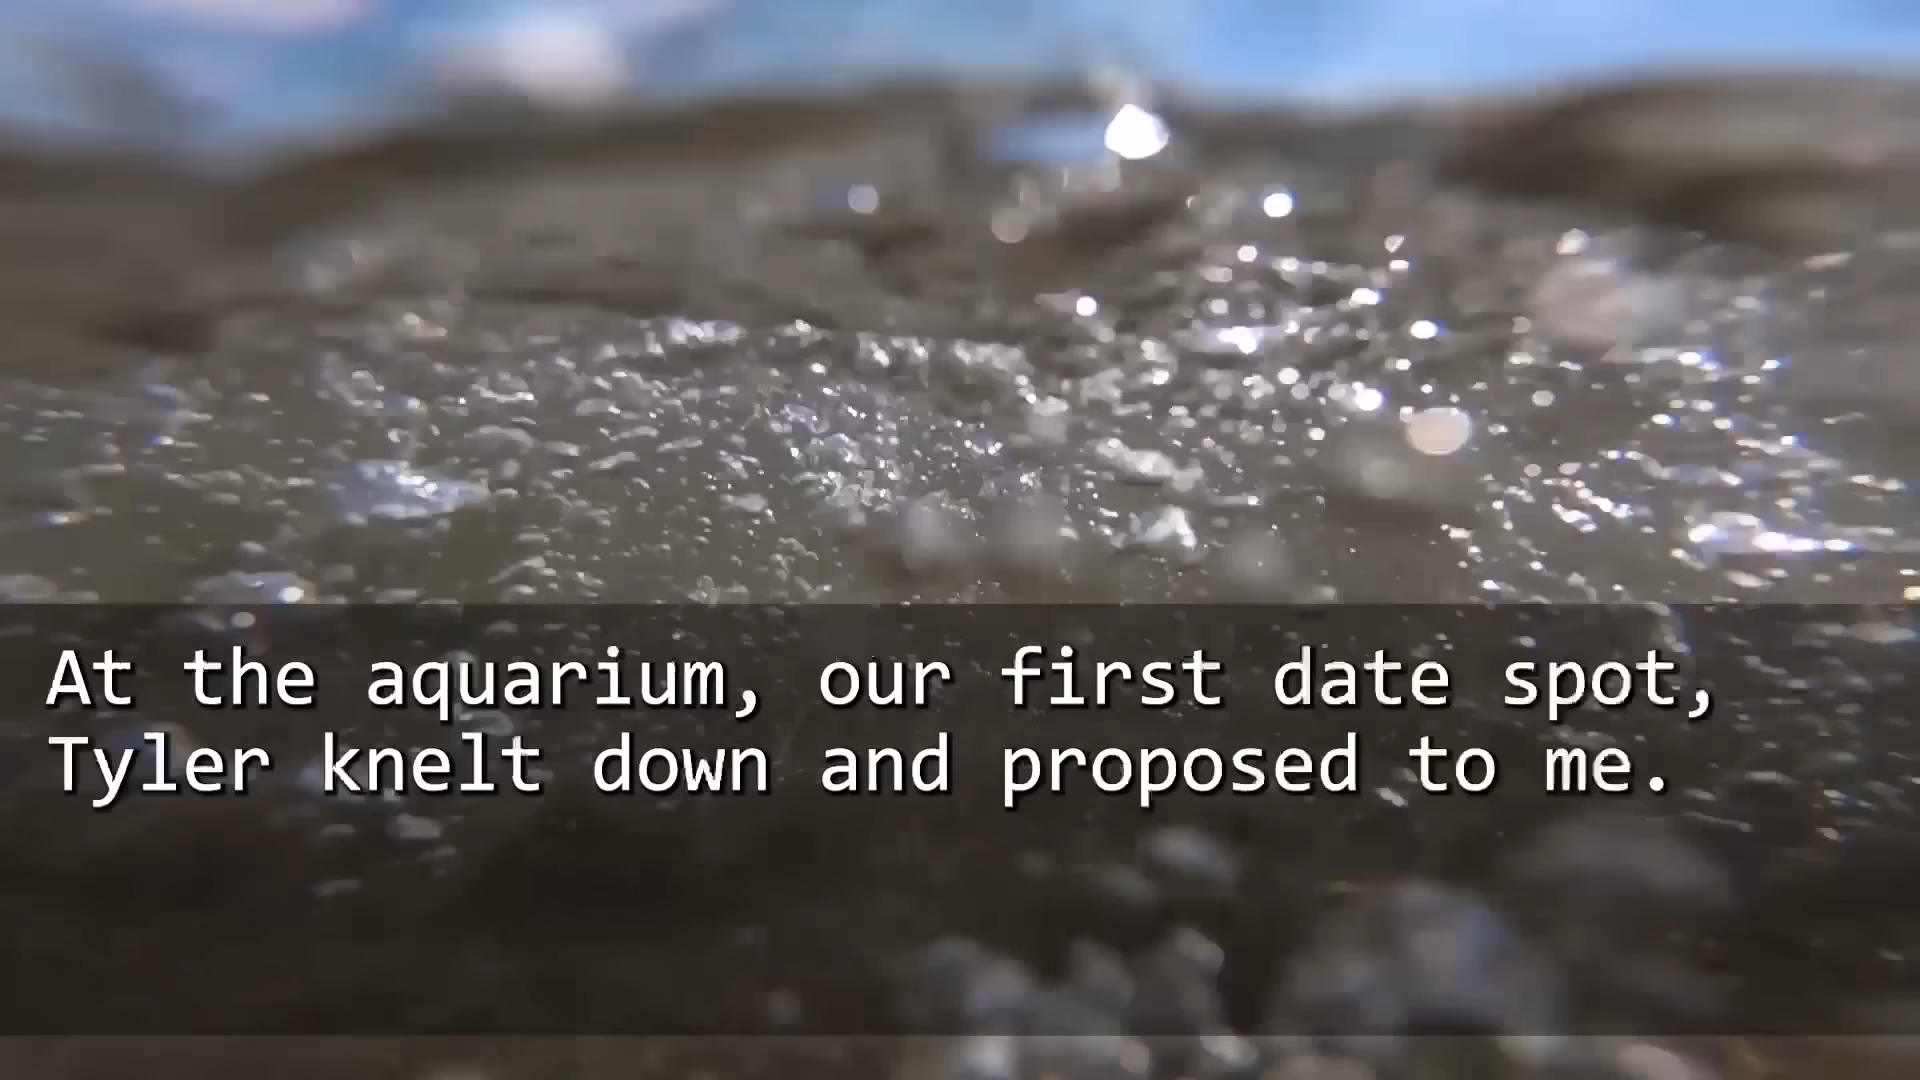 At the aquarium, our first date spot,
Tyler knelt down and proposed to me.